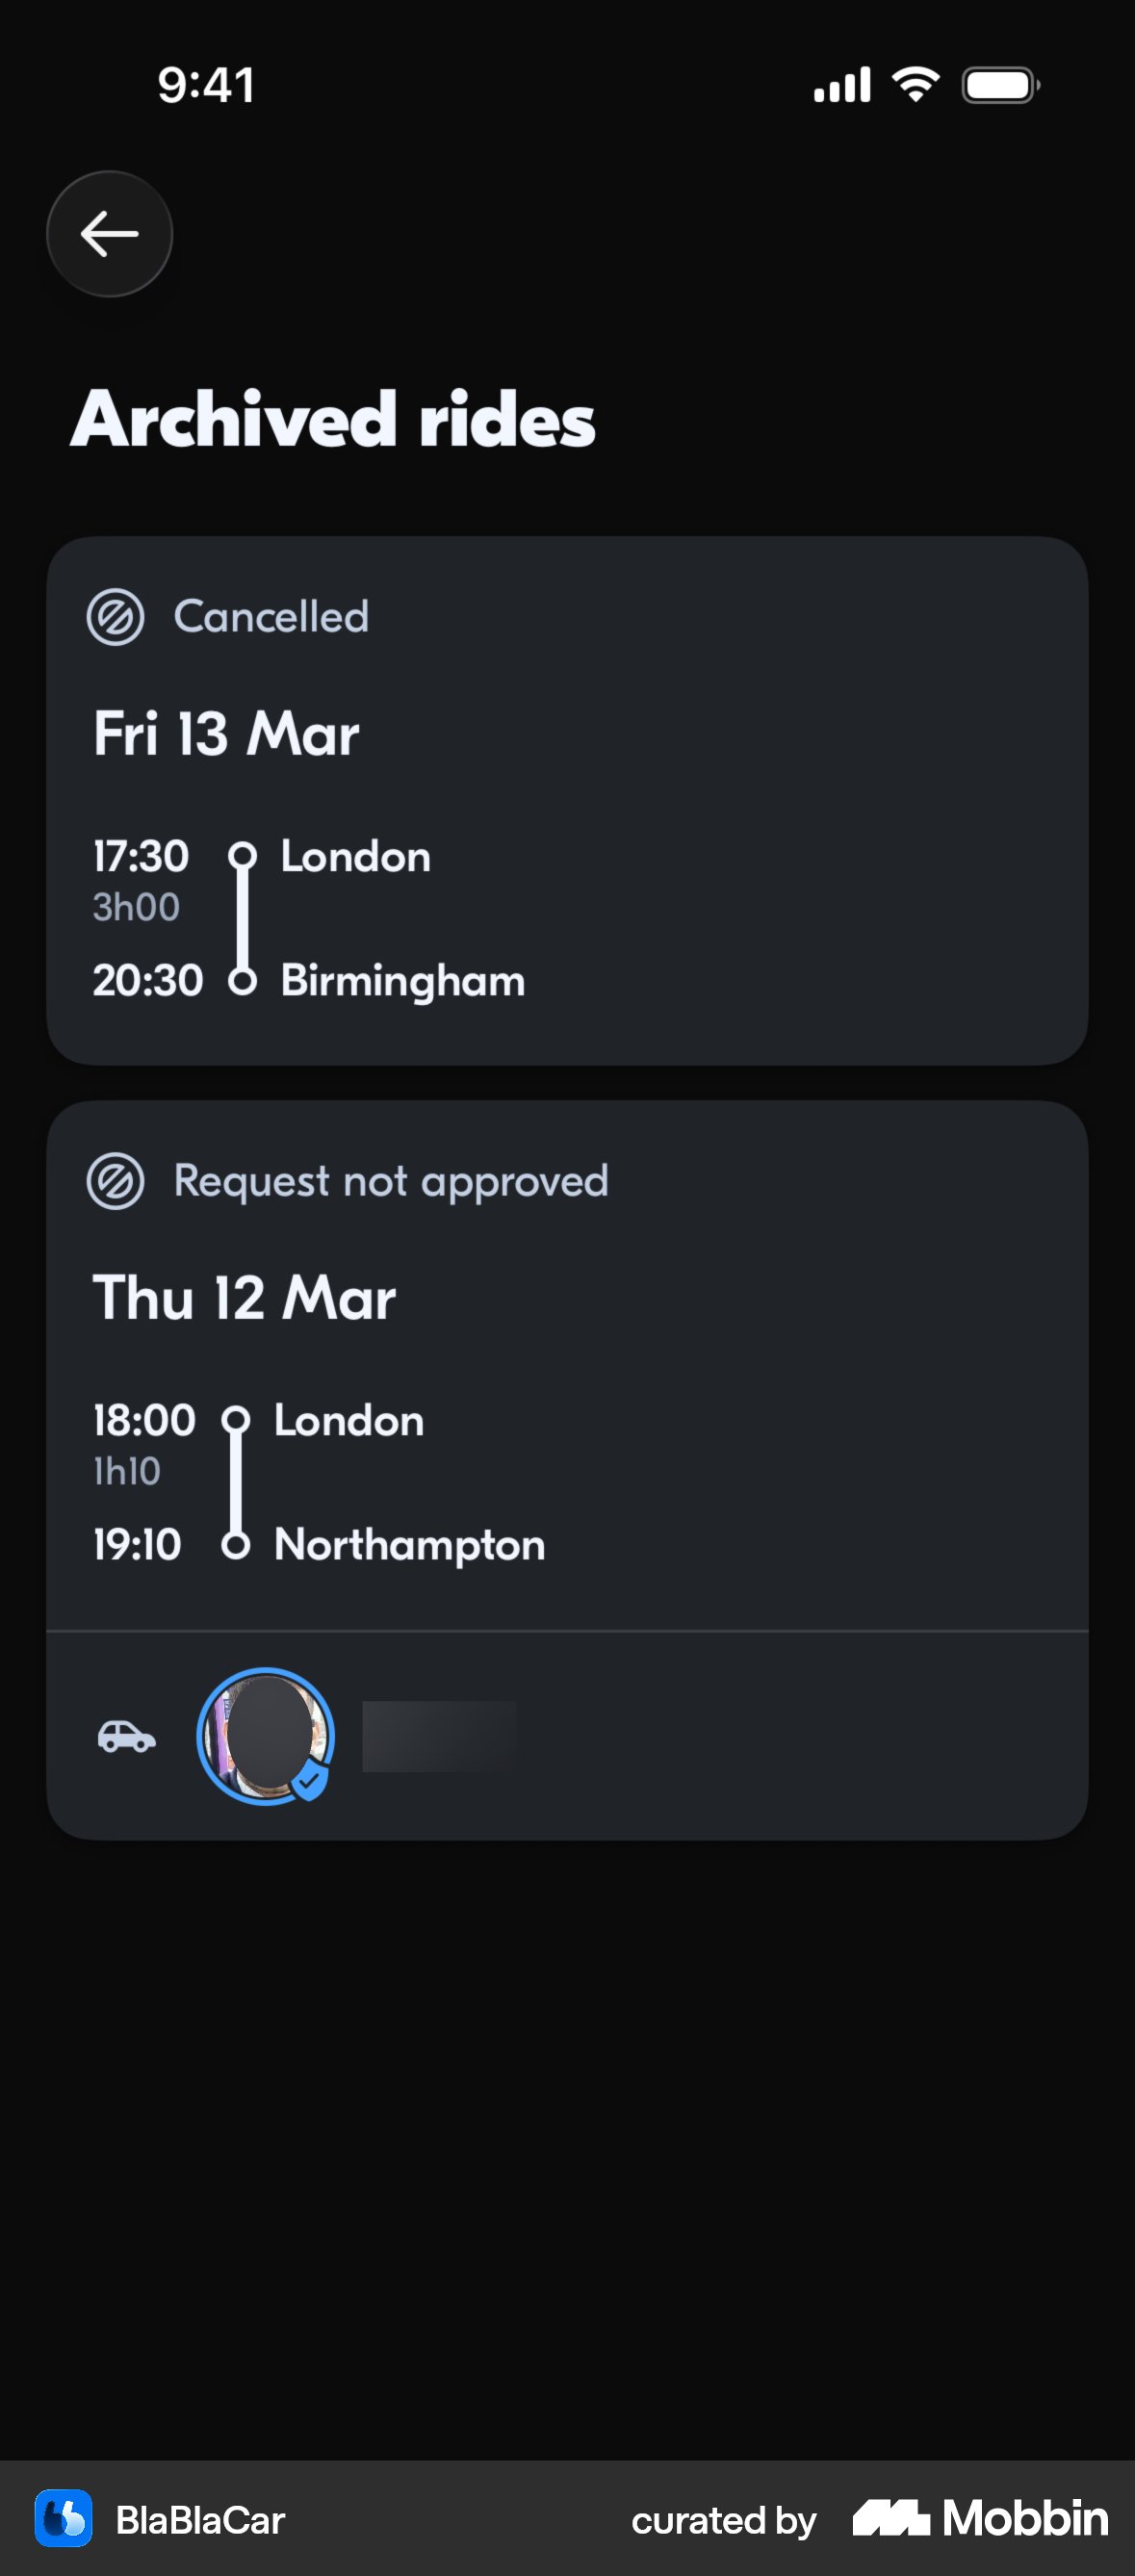 9:41
Archived rides
Cancelled
Fri 13 Mar
17:30 London
3h00
20:30 Birmingham
Request not approved
Thu 12 Mar
18:00 London
1h10
19:10 Northampton
BlaBlaCar curated by Mobbin